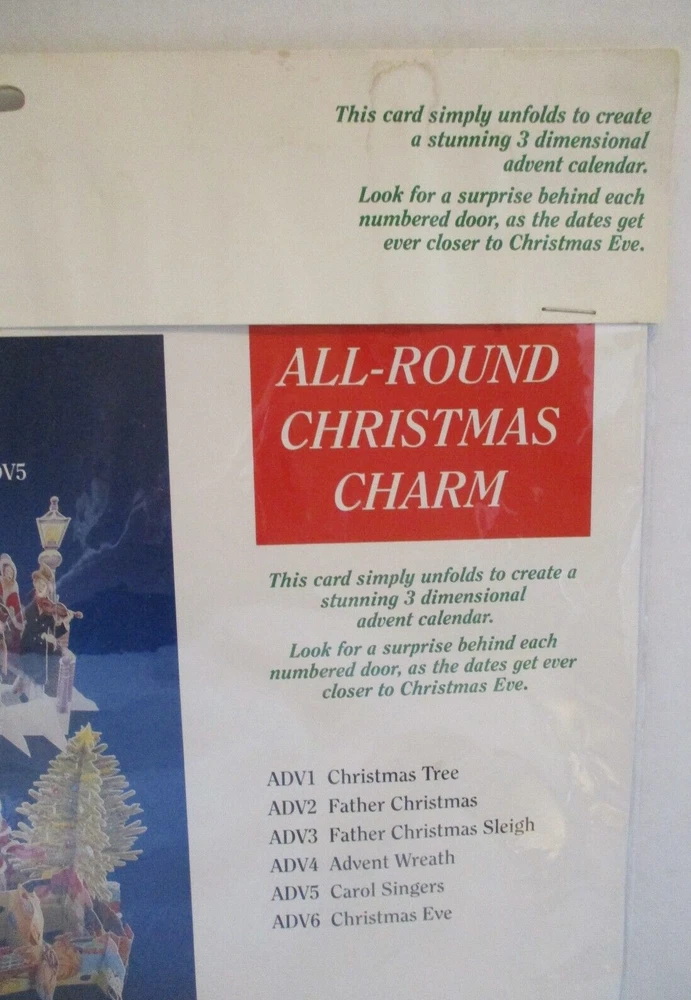 This card simply unfolds to create
a stunning 3 dimensional
advent calendar.
Look for a surprise behind each
numbered door, as the dates get
ever closer to Christmas Eve.
ALL-ROUND
CHRISTMAS
CHARM
DV5
This card simply unfolds to create a
stunning 3 dimensional
advent calendar.
Look for a surprise behind each
numbered door, as the dates get ever
closer to Christmas Eve.
ADV1 Christmas Tree
ADV2 Father Christmas
ADV3 Father Christmas Sleigh
ADV4 Advent Wreath
ADV5 Carol Singers
ADV6 Christmas Eve